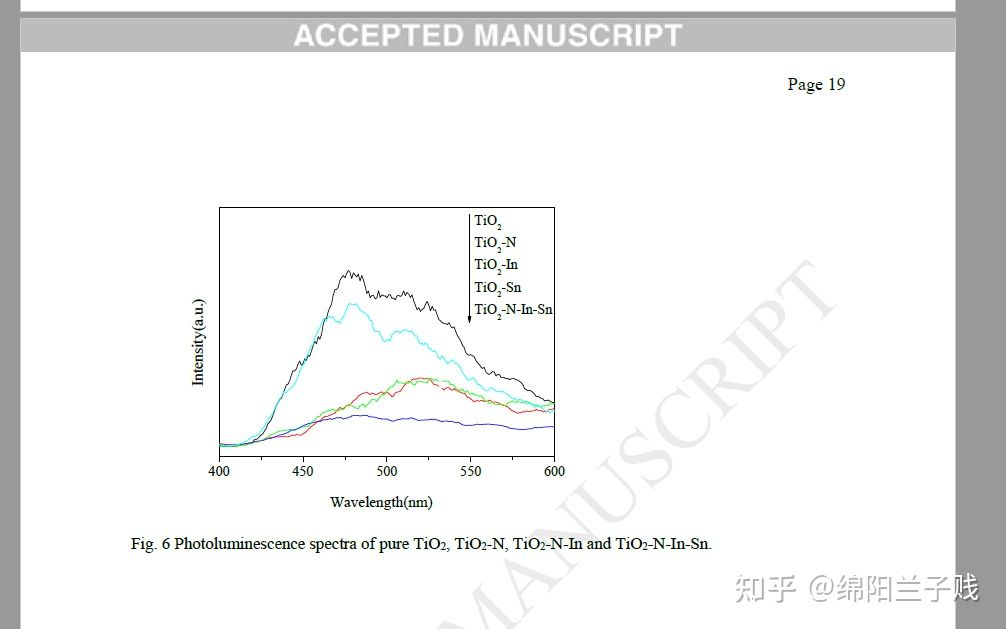 ACCEPTED MANUSCRIPT
Page 19
TiO2
TiO2-N
TiO2-In
TiO2-Sn
TiO2-N-In-Sn
Intensity(a.u.)
400 450 500 550 600
Wavelength(nm)
Fig. 6 Photoluminescence spectra of pure TiO2, TiO2-N, TiO2-N-In and TiO2-N-In-Sn.
MANUSCRIPT
知乎 @绵阳兰子贱